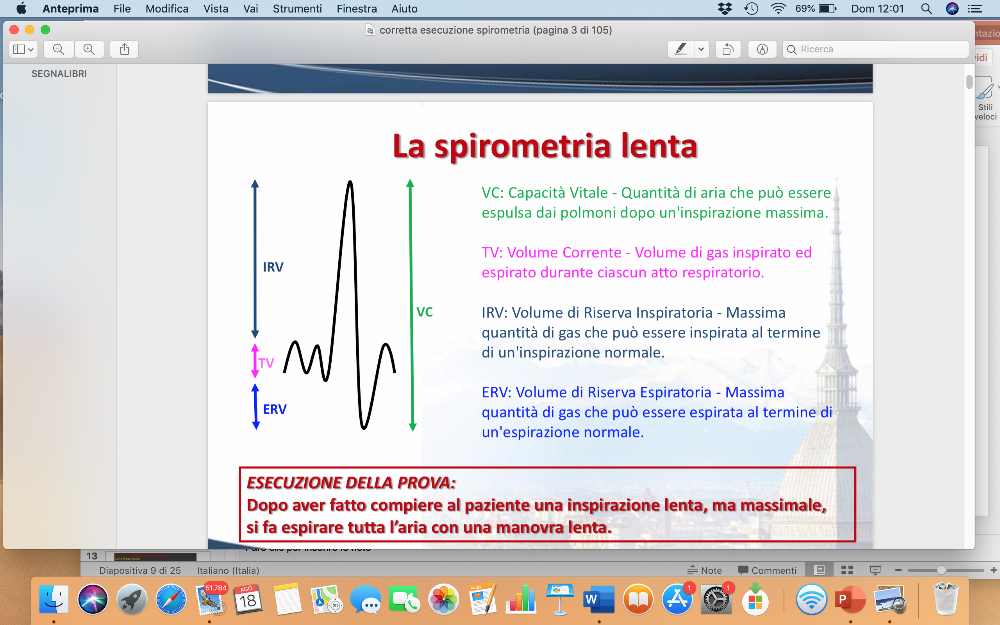 Anteprima File Modifica Vista Vai Strumenti Finestra Aiuto 69% Dom 12:01
corretta esecuzione spirometria (pagina 3 di 105)
Ricerca
SEGNALIBRI
Stili
veloci
La spirometria lenta
IRV
TV
ERV
VC
VC: Capacità Vitale - Quantità di aria che può essere
espulsa dai polmoni dopo un'inspirazione massima.
TV: Volume Corrente - Volume di gas inspirato ed
espirato durante ciascun atto respiratorio.
IRV: Volume di Riserva Inspiratoria - Massima
quantità di gas che può essere inspirata al termine
di un'inspirazione normale.
ERV: Volume di Riserva Espiratoria - Massima
quantità di gas che può essere espirata al termine di
un'espirazione normale.
ESECUZIONE DELLA PROVA:
Dopo aver fatto compiere al paziente una inspirazione lenta, ma massimale,
si fa espirare tutta l’aria con una manovra lenta.
13
Curva flusso/volume
Diapositiva 9 di 25 Italiano (Italia) Note Commenti
51.784
AGO
18
3D
PAGES
KEYNOTE
W
1
1
P